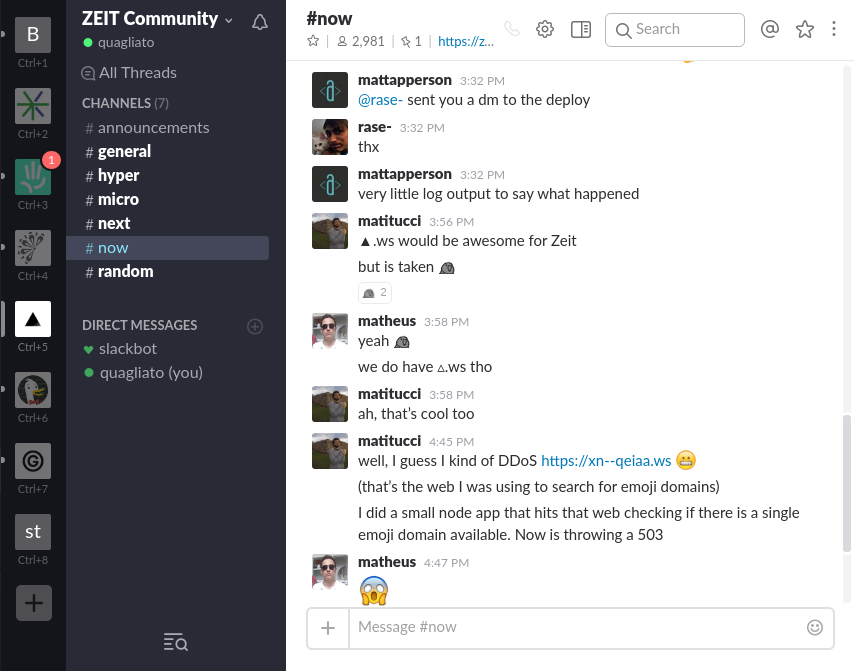 B
Ctrl+1
Ctrl+2
1
Ctrl+3
Ctrl+4
▲
Ctrl+5
Ctrl+6
G
Ctrl+7
st
Ctrl+8
+
ZEIT Community
quagliato
All Threads
CHANNELS (7)
# announcements
# general
# hyper
# micro
# next
# now
# random
DIRECT MESSAGES
slackbot
quagliato (you)
#now
2,981 | 1 | https://z...
Search
mattapperson 3:32 PM
@rase- sent you a dm to the deploy
rase- 3:32 PM
thx
mattapperson 3:32 PM
very little log output to say what happened
matitucci 3:56 PM
▲.ws would be awesome for Zeit
but is taken
2
matheus 3:58 PM
yeah
we do have ▵.ws tho
matitucci 3:58 PM
ah, that's cool too
matitucci 4:45 PM
well, I guess I kind of DDoS https://xn--qeiaa.ws 😬
(that's the web I was using to search for emoji domains)
I did a small node app that hits that web checking if there is a single
emoji domain available. Now is throwing a 503
matheus 4:47 PM
😱
Message #now